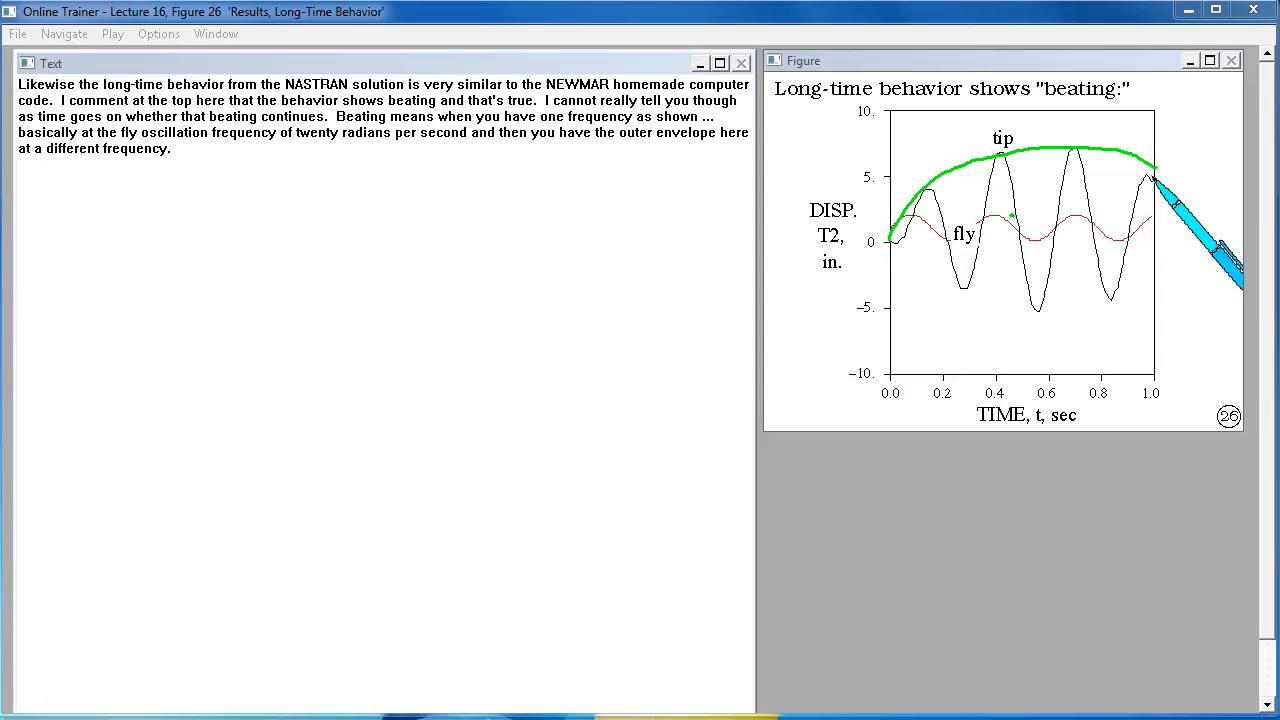 Online Trainer - Lecture 16, Figure 26 'Results, Long-Time Behavior'
File Navigate Play Options Window
Text
Likewise the long-time behavior from the NASTRAN solution is very similar to the NEWMAR homemade computer
code. I comment at the top here that the behavior shows beating and that's true. I cannot really tell you though
as time goes on whether that beating continues. Beating means when you have one frequency as shown ...
basically at the fly oscillation frequency of twenty radians per second and then you have the outer envelope here
at a different frequency.
Figure
Long-time behavior shows "beating:"
10.
tip
5.
DISP.
T2,
in.
fly
0
-5.
-10.
0.0 0.2 0.4 0.6 0.8 1.0
TIME, t, sec
26